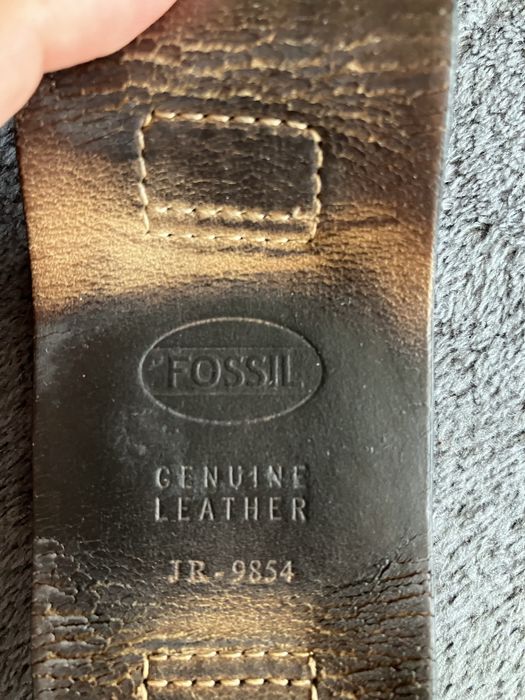 FOSSIL
GENUINE
LEATHER
JR-9854